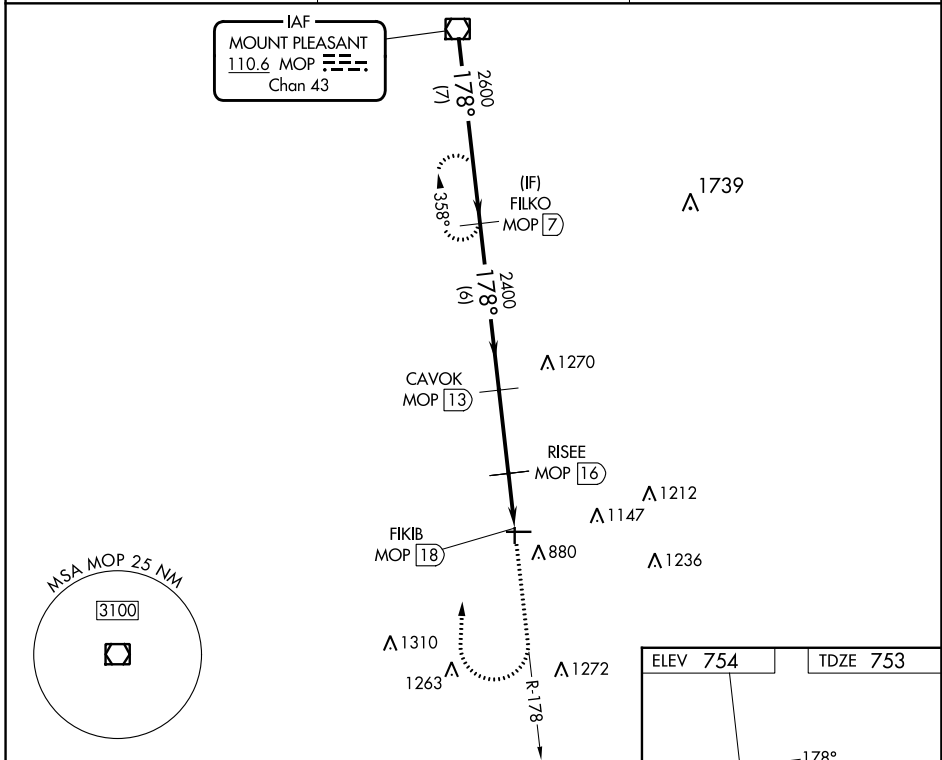 IAF
MOUNT PLEASANT
110.6 MOP
Chan 43
2600
178°
(7)
358°
(IF)
FILKO
MOP 7
1739
2400
178°
(6)
1270
CAVOK
MOP 13
RISEE
MOP 16
1212
1147
FIKIB
MOP 18
880
1236
MSA MOP 25 NM
3100
1310
1263
1272
R-178
ELEV 754
TDZE 753
178°